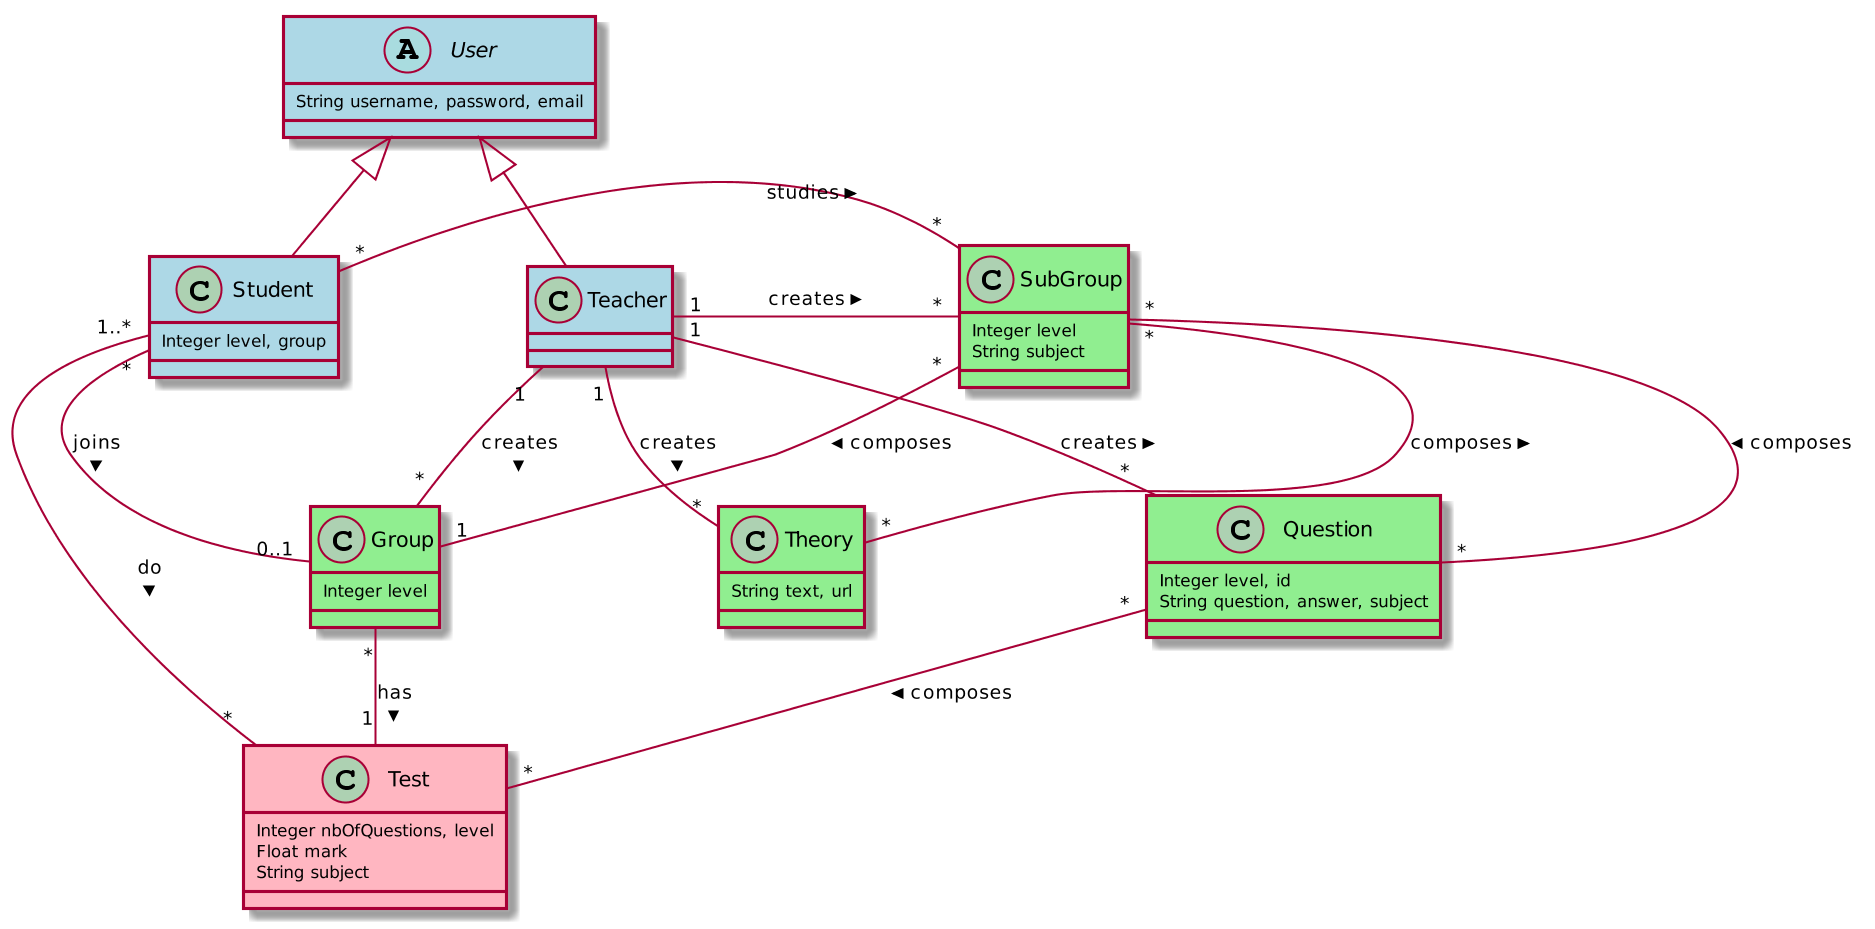 A User
String username, password, email
studies ►
*
*
C Student
Integer level, group
C Teacher
C SubGroup
Integer level
String subject
1
creates ►
*
1
*
*
*
1..*
*
1
1
joins
▼
creates
▼
creates
▼
◄ composes
creates ►
composes ►
◄ composes
*
*
*
*
*
1
0..1
C Group
Integer level
C Theory
String text, url
C Question
Integer level, id
String question, answer, subject
do
▼
*
*
has
▼
1
*
◄ composes
*
C Test
Integer nbOfQuestions, level
Float mark
String subject